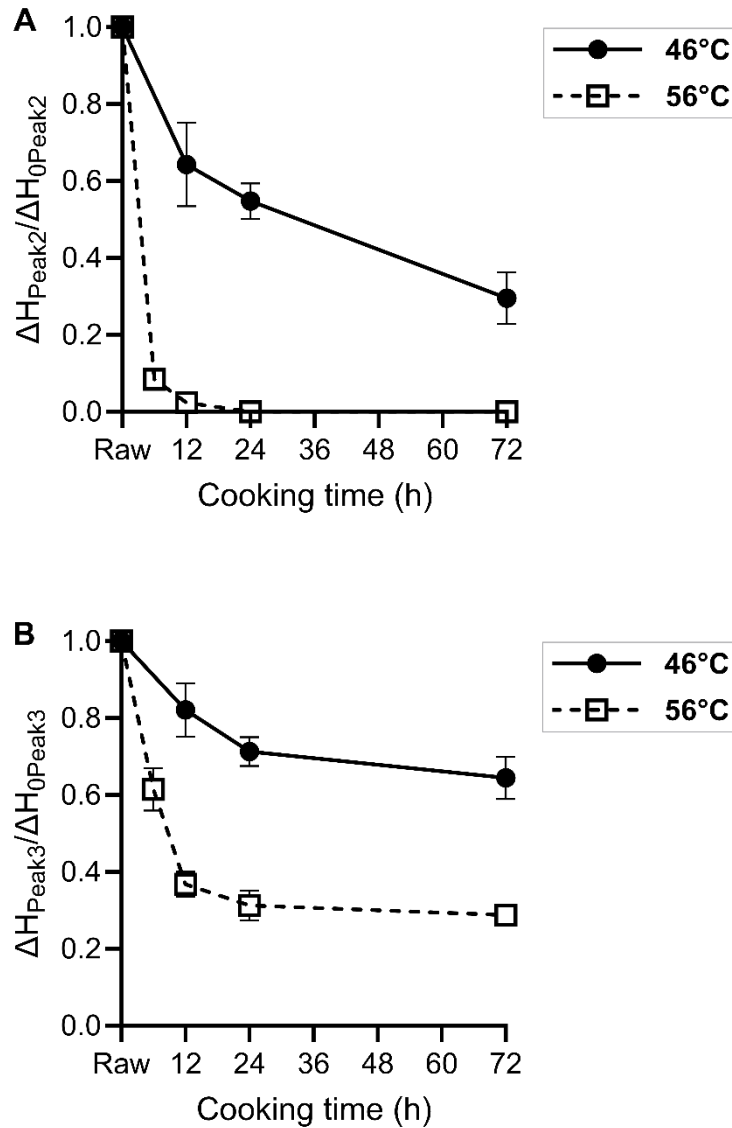 A
1.0
0.8
0.6
0.4
0.2
0.0
ΔHPeak2/ΔH0Peak2
Raw 12 24 36 48 60 72
Cooking time (h)
46°C
56°C
B
1.0
0.8
0.6
0.4
0.2
0.0
ΔHPeak3/ΔH0Peak3
Raw 12 24 36 48 60 72
Cooking time (h)
46°C
56°C